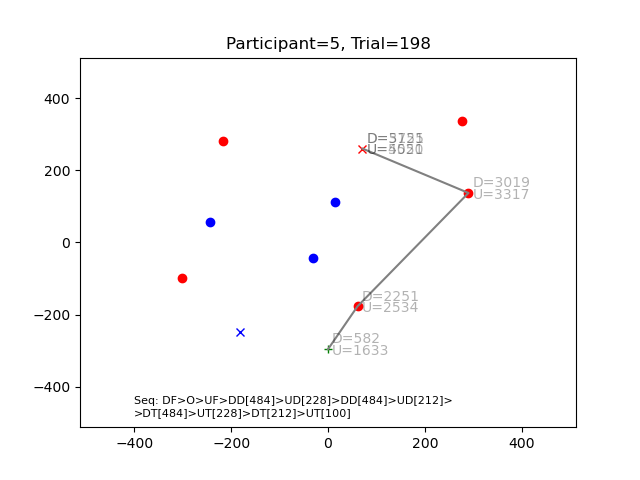 Participant=5, Trial=198
400
200
0
−200
−400
D=3019
U=3317
D=2251
U=2534
D=582
U=1633
Seq: DF>O>UF>DD[484]>UD[228]>DD[484]>UD[212]>
>DT[484]>UT[228]>DT[212]>UT[100]
−400
−200
0
200
400